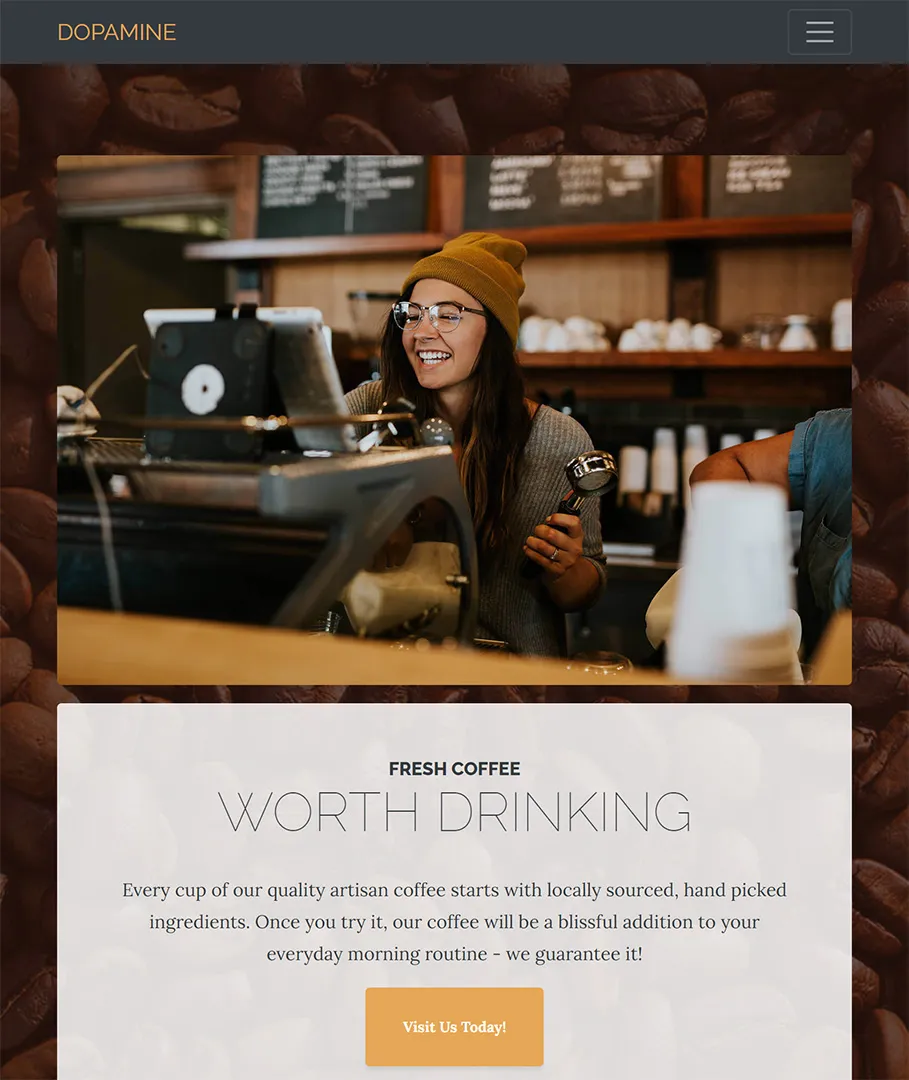 DOPAMINE
FRESH COFFEE
WORTH DRINKING
Every cup of our quality artisan coffee starts with locally sourced, hand picked
ingredients. Once you try it, our coffee will be a blissful addition to your
everyday morning routine - we guarantee it!
Visit Us Today!